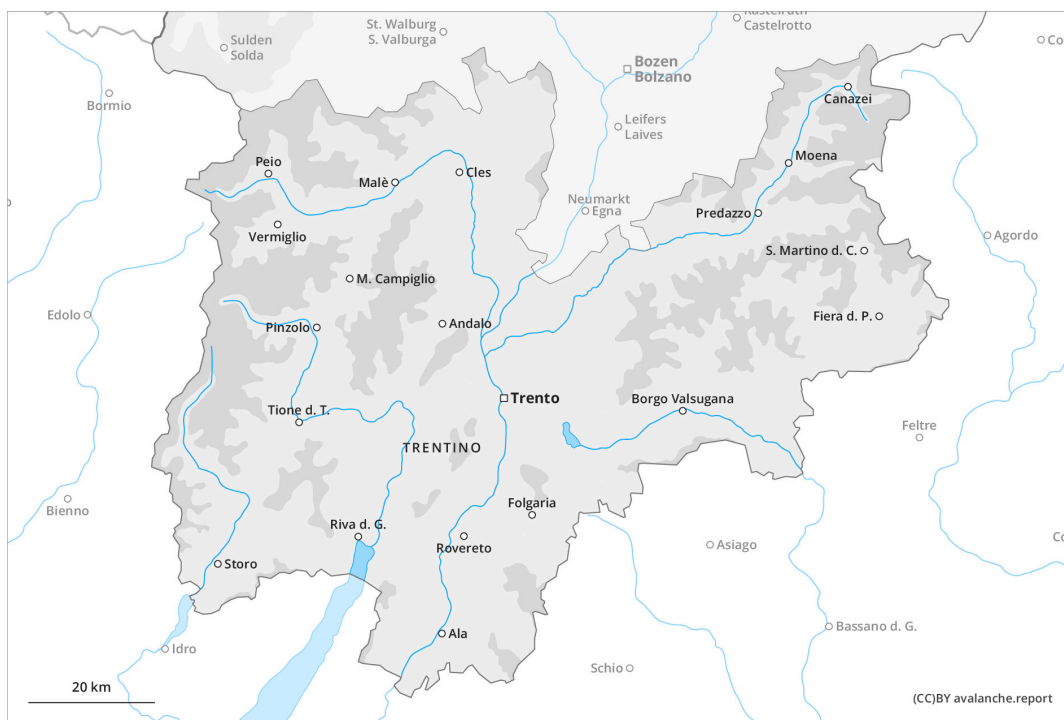 St. Walburg
S. Valburga
Kastelruth
Castelrotto
Sulden
Solda
Bozen
Bolzano
Bormio
Canazei
Leifers
Laives
Moena
Peio
Malè
Cles
Neumarkt
Egna
Predazzo
Vermiglio
Agordo
S. Martino d. C.
M. Campiglio
Edolo
Pinzolo
Andalo
Fiera d. P.
Trento
Borgo Valsugana
Tione d. T.
Feltre
TRENTINO
Bienno
Folgaria
Riva d. G.
Rovereto
Asiago
Storo
Ala
Bassano d. G.
Idro
Schio
20 km
(CC)BY avalanche.report